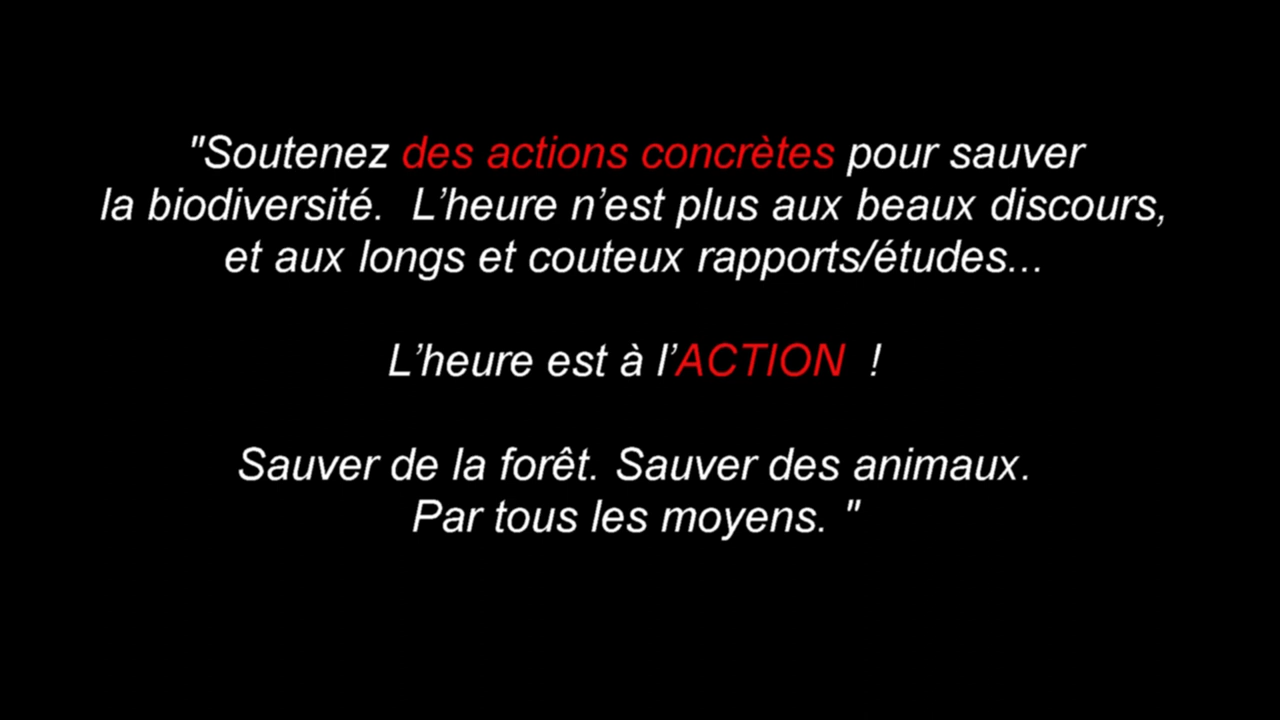 "Soutenez des actions concrètes pour sauver
la biodiversité.  L’heure n’est plus aux beaux discours,
et aux longs et couteux rapports/études...
L’heure est à l’ACTION  !
Sauver de la forêt. Sauver des animaux.
Par tous les moyens. "